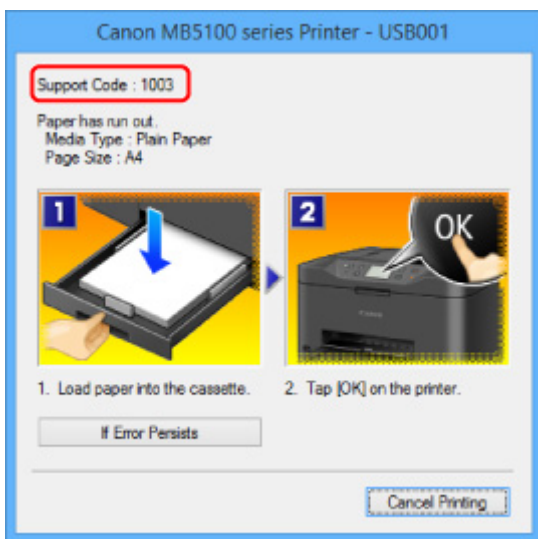 Canon MB5100 series Printer - USB001
Support Code : 1003
Paper has run out.
Media Type : Plain Paper
Page Size : A4
1
2
OK
Canon
1. Load paper into the cassette.
2. Tap [OK] on the printer.
If Error Persists
Cancel Printing